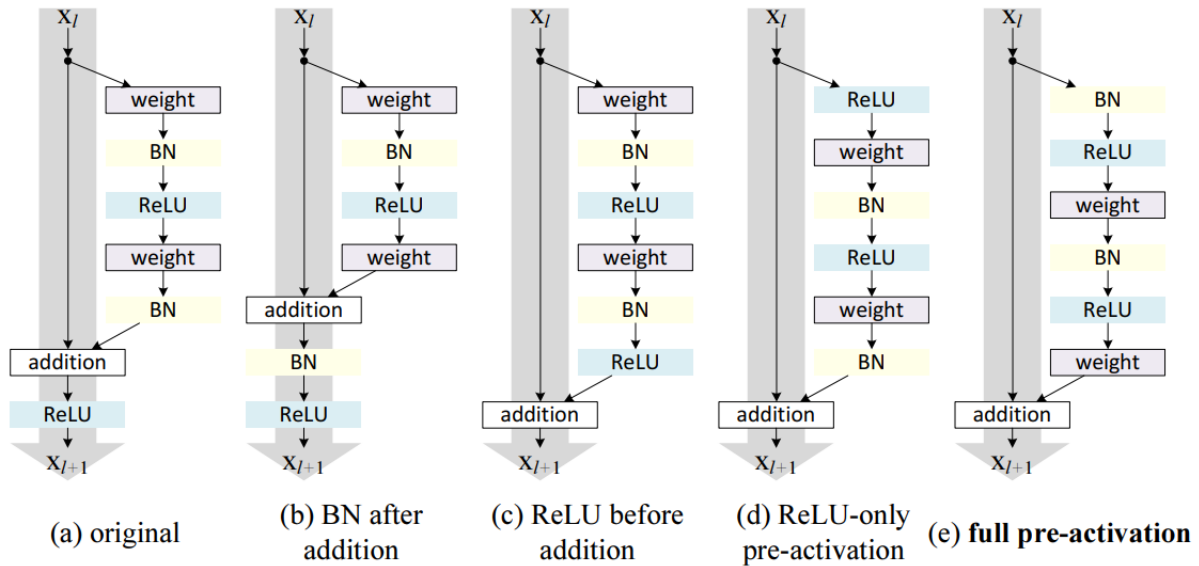 x_l
weight
BN
ReLU
weight
BN
addition
ReLU
x_{l+1}
(a) original
x_l
weight
BN
ReLU
weight
addition
BN
ReLU
x_{l+1}
(b) BN after
addition
x_l
weight
BN
ReLU
weight
BN
ReLU
addition
x_{l+1}
(c) ReLU before
addition
x_l
ReLU
weight
BN
ReLU
weight
BN
addition
x_{l+1}
(d) ReLU-only
pre-activation
x_l
BN
ReLU
weight
BN
ReLU
weight
addition
x_{l+1}
(e) full pre-activation